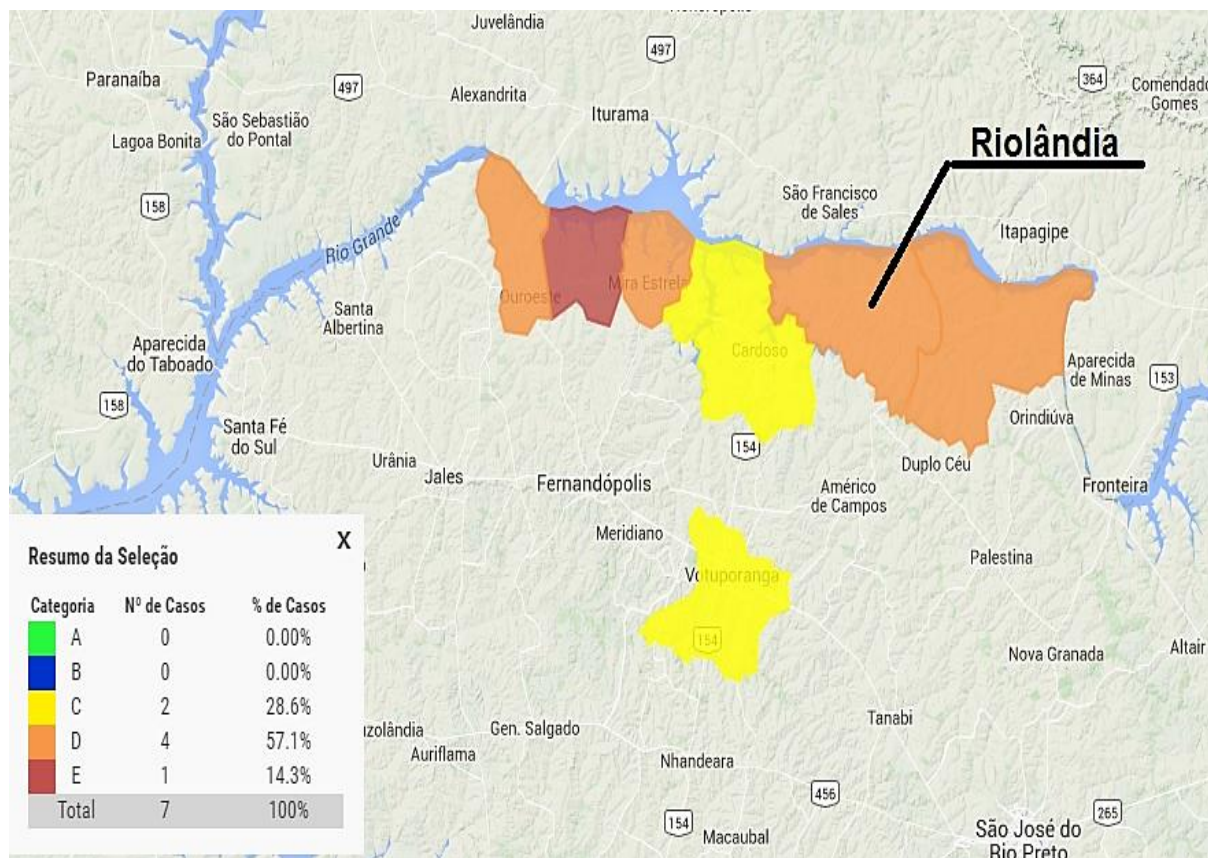 Juvelândia
497
Paranaíba
497
364
Comendado
Gomes
Alexandrita
Iturama
São Sebastião
do Pontal
Lagoa Bonita
Riolândia
158
São Francisco
de Sales
Itapagipe
Rio Grande
Ouroeste
Mira Estrela
Santa
Albertina
Aparecida
do Taboado
Cardoso
Aparecida
de Minas
153
158
Orindiúva
Santa Fé
do Sul
154
Urânia
Jales
Duplo Céu
Fernandópolis
Américo
de Campos
Fronteira
Meridiano
Palestina
Votuporanga
154
Nova Granada
Altair
Resumo da Seleção
X
Categoria Nº de Casos % de Casos
A 0 0.00%
B 0 0.00%
C 2 28.6%
D 4 57.1%
E 1 14.3%
Total 7 100%
uzolândia
Gen. Salgado
Tanabi
Auriflama
Nhandeara
456
154
265
Macaubal
São José do
Rio Preto